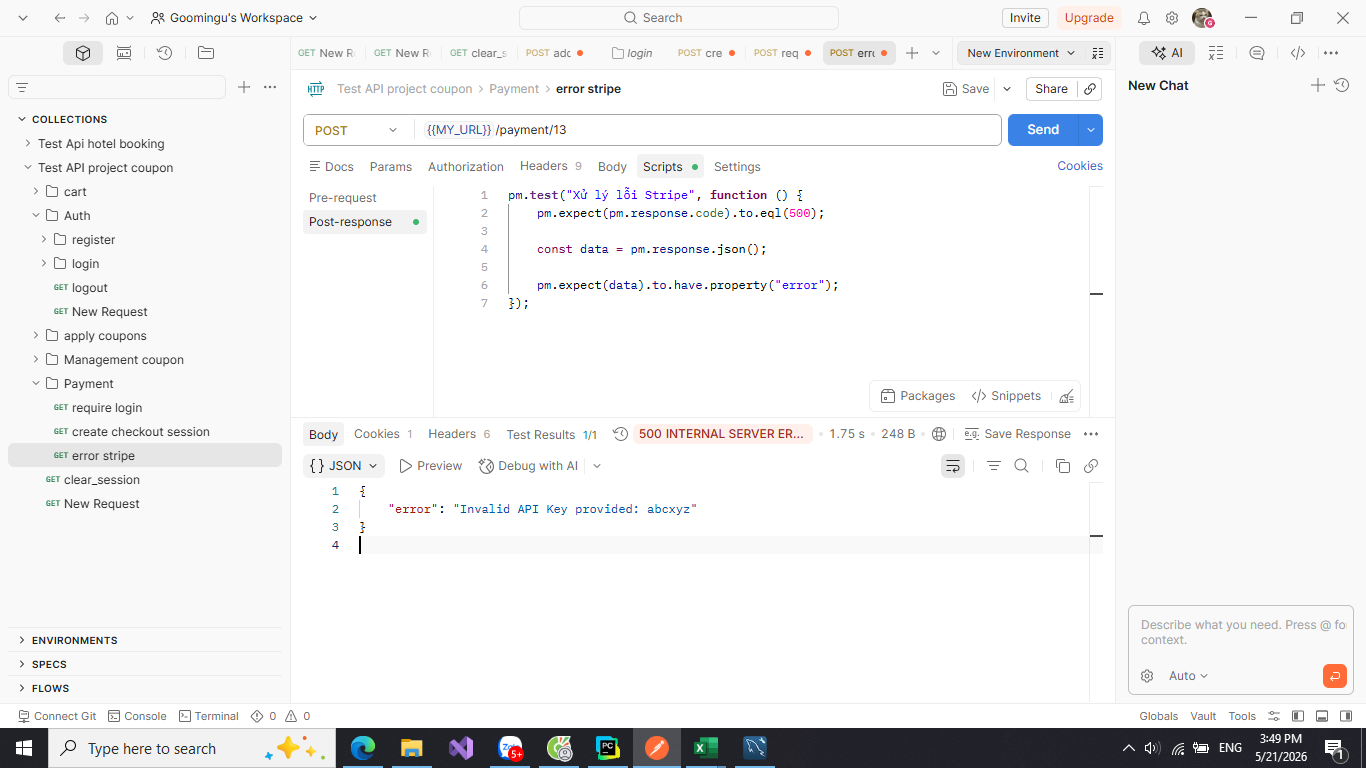 Goomingu's Workspace
Search
Invite
Upgrade
GET New R
GET New R
GET clear_s
POST adc
login
POST cre
POST req
POST erro
New Environment
AI
COLLECTIONS
Test Api hotel booking
Test API project coupon
cart
Auth
register
login
GET logout
GET New Request
apply coupons
Management coupon
Payment
GET require login
GET create checkout session
GET error stripe
GET clear_session
GET New Request
ENVIRONMENTS
SPECS
FLOWS
HTTP Test API project coupon > Payment > error stripe
Save
Share
POST
{{MY_URL}} /payment/13
Send
Docs Params Authorization Headers 9 Body Scripts Settings
Cookies
Pre-request
Post-response
1 pm.test("Xử lý lỗi Stripe", function () {
2 pm.expect(pm.response.code).to.eql(500);
3
4 const data = pm.response.json();
5
6 pm.expect(data).to.have.property("error");
7 });
Packages
Snippets
Body Cookies 1 Headers 6 Test Results 1/1
500 INTERNAL SERVER ER... • 1.75 s • 248 B
e.g. Save Response
{} JSON
Preview
Debug with AI
1 {
2 "error": "Invalid API Key provided: abcxyz"
3 }
4
New Chat
Describe what you need. Press @ for
context.
Auto
Connect Git
Console
Terminal
0
0
Globals
Vault
Tools
Type here to search
PC
5+
ENG
3:49 PM
5/21/2026
1